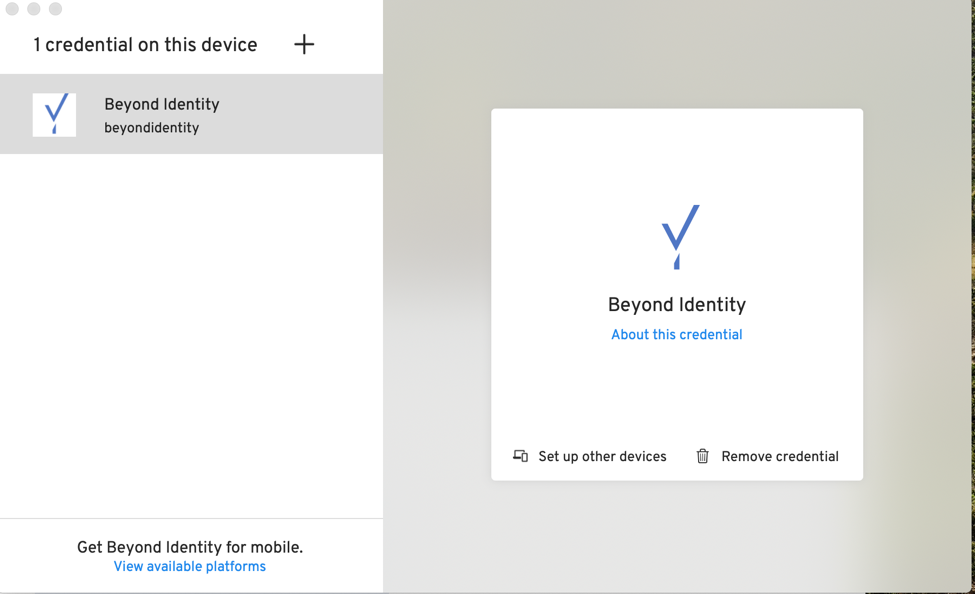 1 credential on this device
Beyond Identity
beyondidentity
Get Beyond Identity for mobile.
View available platforms
Beyond Identity
About this credential
Set up other devices
Remove credential